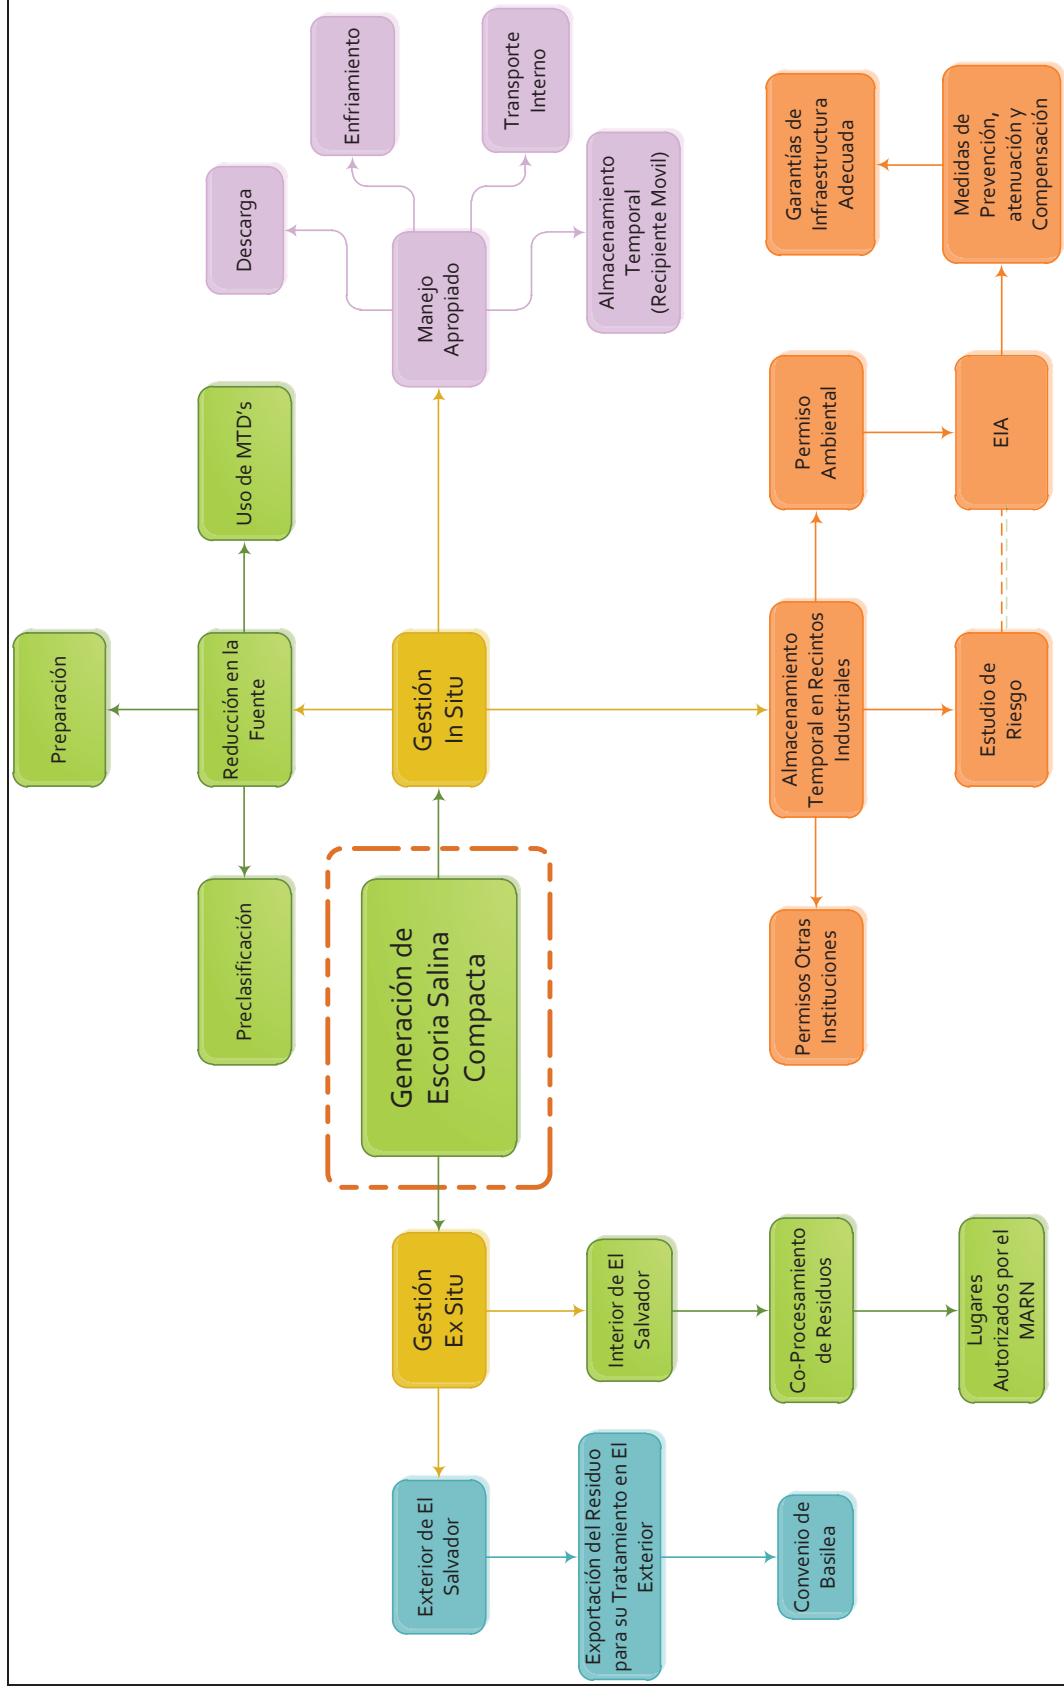 Preparación
Preclasificación
Reducción en la
Fuente
Uso de MTD's
Descarga
Enfriamiento
Manejo
Apropiado
Transporte
Interno
Almacenamiento
Temporal
(Recipiente Movil)
Gestión
In Situ
Generación de
Escoria Salina
Compacta
Gestión
Ex Situ
Exterior de El
Salvador
Exportación del Residuo
para su Tratamiento en El
Exterior
Convenio de
Basilea
Interior de El
Salvador
Co-Procesamiento
de Residuos
Lugares
Autorizados por el
MARN
Permisos Otras
Instituciones
Almacenamiento
Temporal en Recintos
Industriales
Permiso
Ambiental
Estudio de
Riesgo
EIA
Garantías de
Infraestructura
Adecuada
Medidas de
Prevención,
atenuación y
Compensación